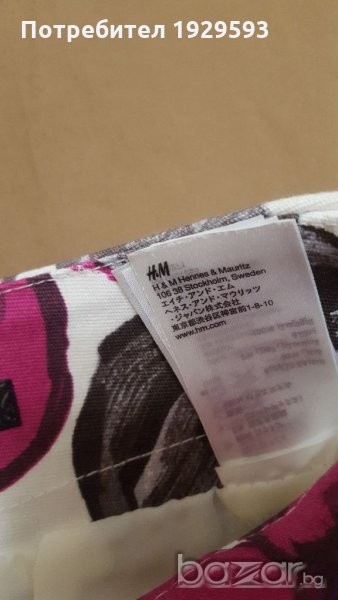 Потребител 1929593
H&M
H & M Hennes & Mauritz
106 38 Stockholm, Sweden
エイチ・アンド・エム
ヘネス・アンド・マウリッツ
・ジャパン株式会社
東京都渋谷区神宮前1-8-10
www.hm.com
bazar.bg